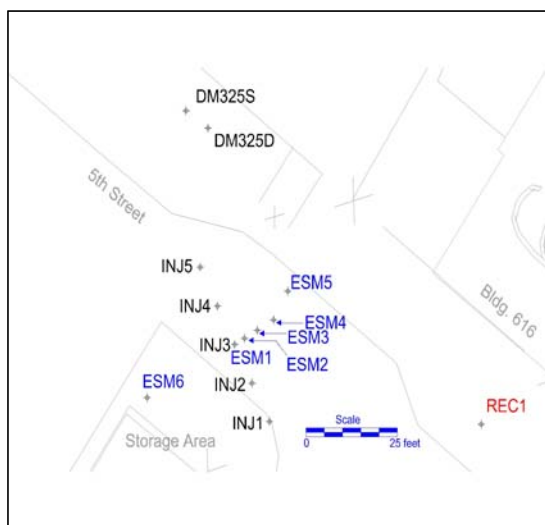 DM325S
DM325D
5th Street
INJ5
ESM5
INJ4
ESM4
Bldg. 616
ESM3
INJ3
ESM1
ESM2
ESM6
INJ2
REC1
INJ1
Scale
Storage Area
0
25 feet